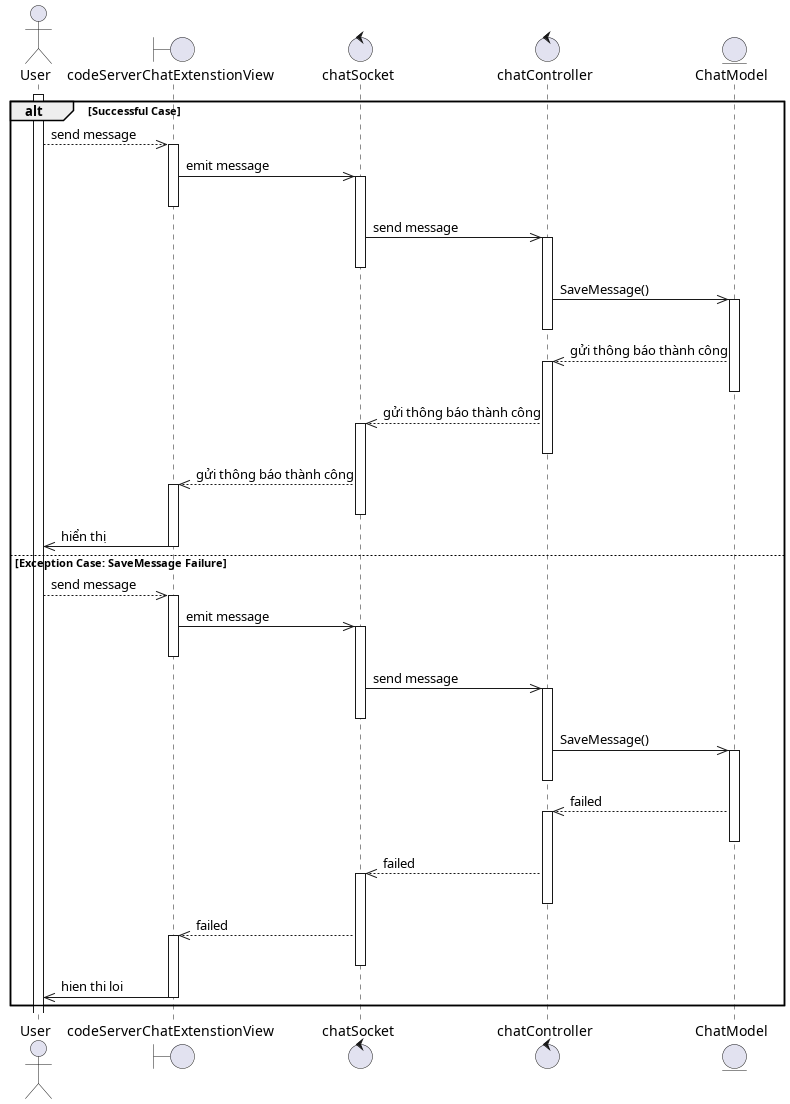 User
codeServerChatExtenstionView
chatSocket
chatController
ChatModel
alt
[Successful Case]
send message
emit message
send message
SaveMessage()
gửi thông báo thành công
gửi thông báo thành công
gửi thông báo thành công
hiển thị
[Exception Case: SaveMessage Failure]
send message
emit message
send message
SaveMessage()
failed
failed
failed
hien thi loi
User
codeServerChatExtenstionView
chatSocket
chatController
ChatModel